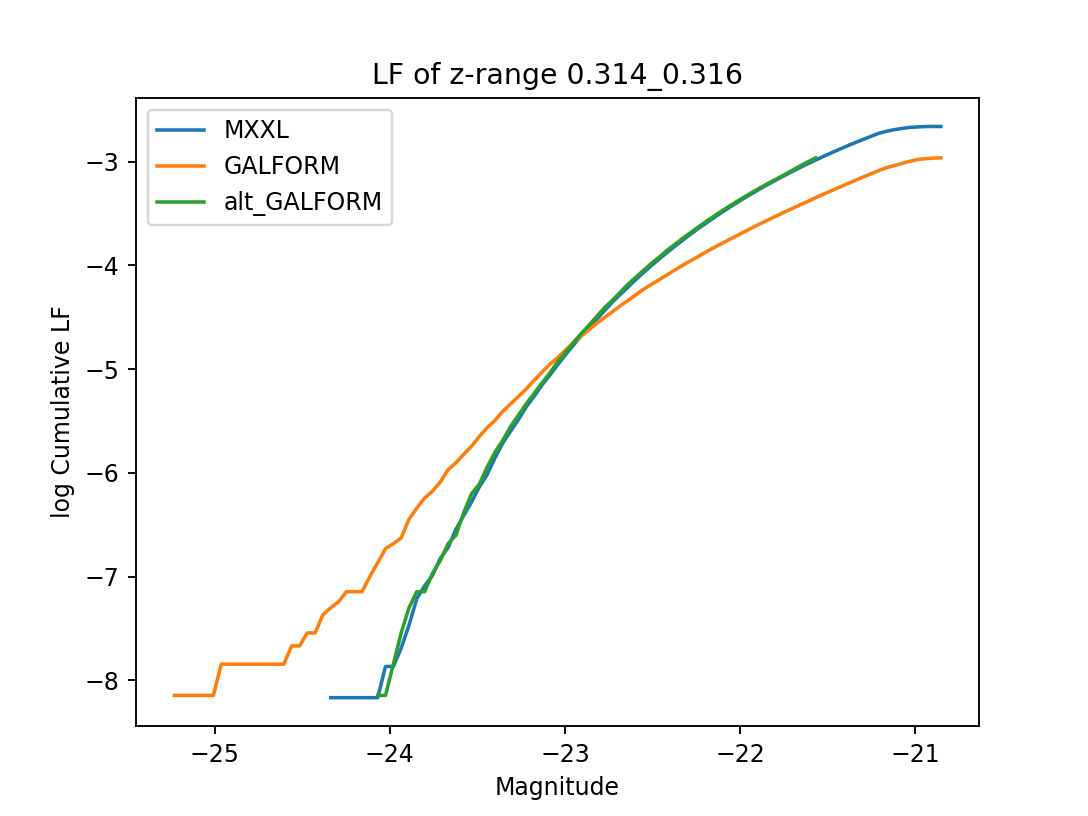 LF of z-range 0.314_0.316
MXXL
GALFORM
alt_GALFORM
log Cumulative LF
−3
−4
−5
−6
−7
−8
−25
−24
−23
−22
−21
Magnitude